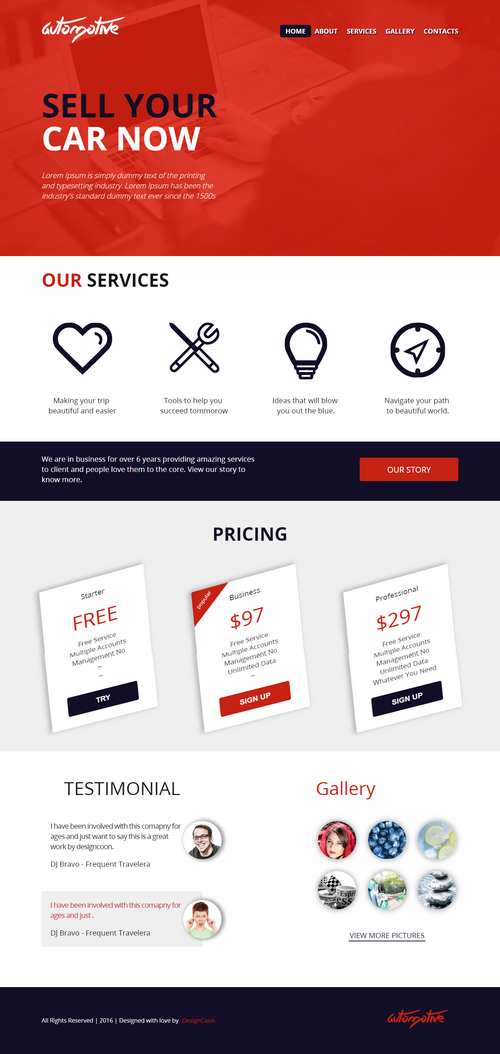 automotive
HOME ABOUT SERVICES GALLERY CONTACTS
SELL YOUR
CAR NOW
Lorem Ipsum is simply dummy text of the printing
and typesetting industry. Lorem Ipsum has been the
industry's standard dummy text ever since the 1500s
OUR SERVICES
Making your trip
beautiful and easier
Tools to help you
succeed tommorow
Ideas that will blow
you out the blue.
Navigate your path
to beautiful world.
We are in business for over 6 years providing amazing services
to client and people love them to the core. View our story to
know more.
OUR STORY
PRICING
Starter
FREE
Free Service
Multiple Accounts
Management No
–
–
TRY
popular
Business
$97
Free Service
Multiple Accounts
Management No
Unlimited Data
–
SIGN UP
Professional
$297
Free Service
Multiple Accounts
Management No
Unlimited Data
Whatever You Need
SIGN UP
TESTIMONIAL
I have been involved with this comapny for
ages and just want to say this is a great
work by designcoon.
DJ Bravo - Frequent Travelera
I have been involved with this comapny for
ages and just .
DJ Bravo - Frequent Travelera
Gallery
VIEW MORE PICTURES
All Rights Reserved | 2016 | Designed with love by DesignCoon
automotive